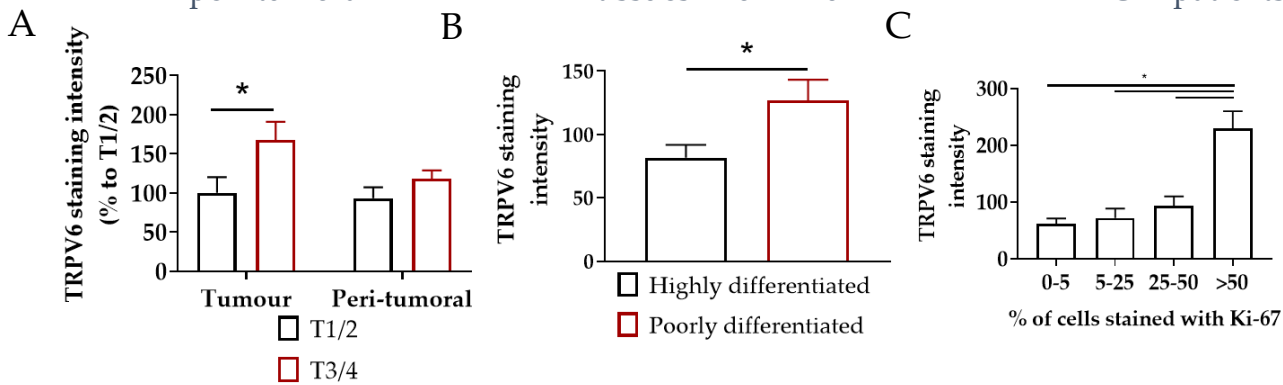 A
TRPV6 staining intensity
(% to T1/2)
250
200
150
100
50
0
*
Tumour
Peri-tumoral
T1/2
T3/4
B
TRPV6 staining
intensity
150
100
50
0
*
Highly differentiated
Poorly differentiated
C
TRPV6 staining
intensity
300
200
100
0
*
0-5
5-25
25-50
>50
% of cells stained with Ki-67